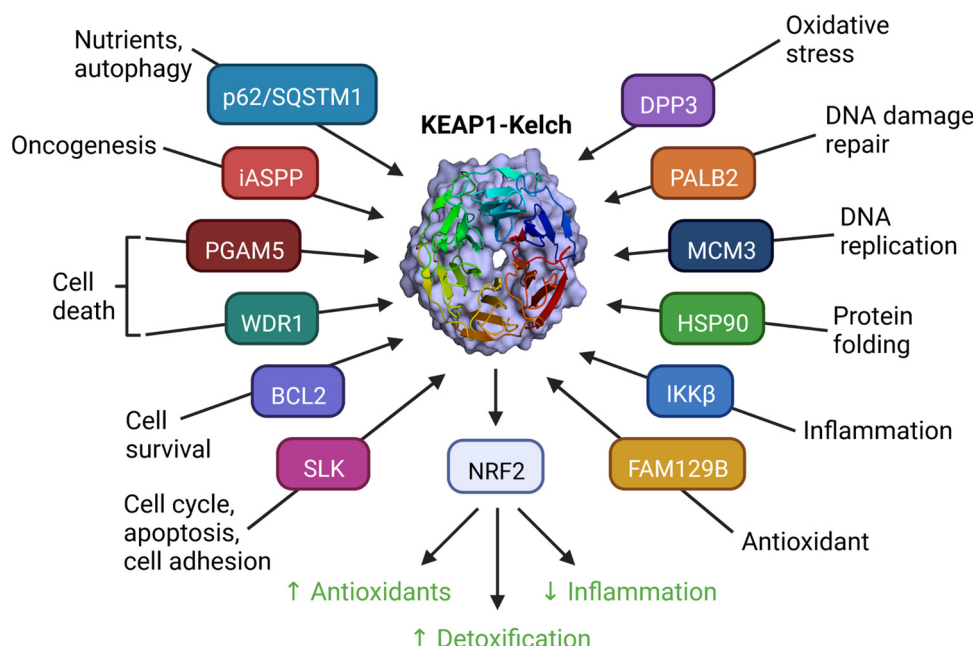 Nutrients,
autophagy
p62/SQSTM1
Oncogenesis
iASPP
PGAM5
Cell
death
WDR1
BCL2
Cell
survival
SLK
Cell cycle,
apoptosis,
cell adhesion
KEAP1-Kelch
NRF2
↑ Antioxidants
↓ Inflammation
↑ Detoxification
Oxidative
stress
DPP3
DNA damage
repair
PALB2
DNA
replication
MCM3
HSP90
Protein
folding
IKKβ
Inflammation
FAM129B
Antioxidant